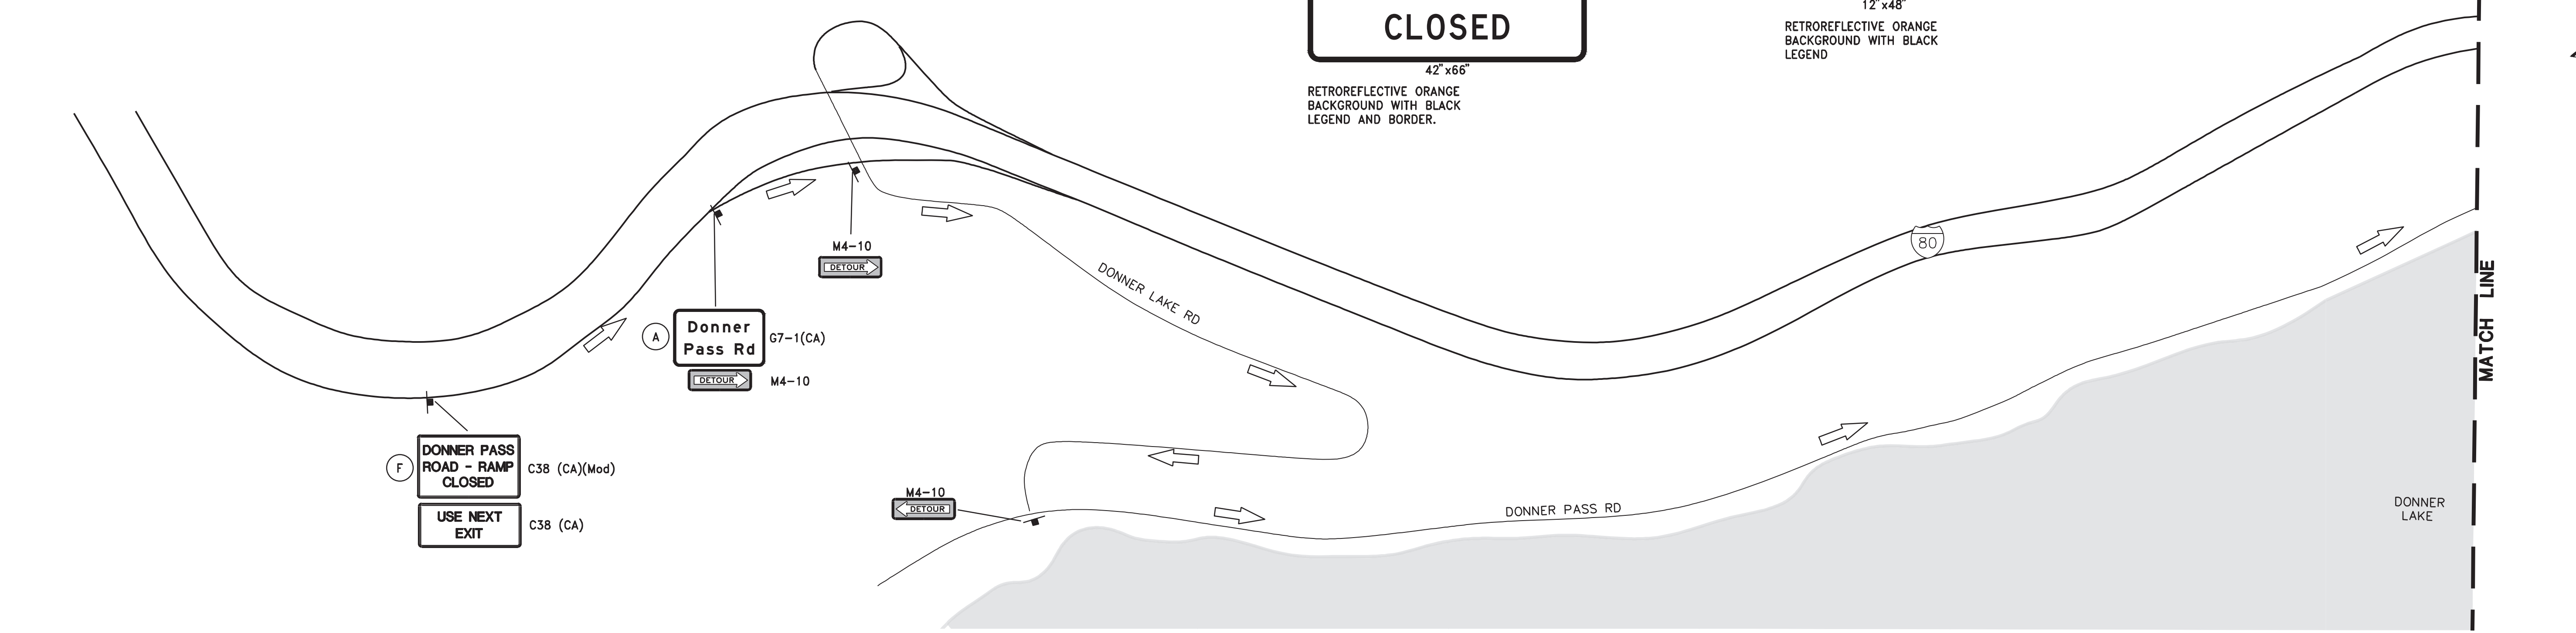 12"x48"
CLOSED
RETROREFLECTIVE ORANGE
BACKGROUND WITH BLACK
LEGEND
42"x66"
RETROREFLECTIVE ORANGE
BACKGROUND WITH BLACK
LEGEND AND BORDER.
M4-10
DETOUR
80
DONNER LAKE RD
MATCH LINE
Donner
Pass Rd
A
G7-1(CA)
DETOUR
M4-10
DONNER PASS
ROAD - RAMP
CLOSED
F
C38 (CA)(Mod)
USE NEXT
EXIT
C38 (CA)
M4-10
DETOUR
DONNER PASS RD
DONNER
LAKE